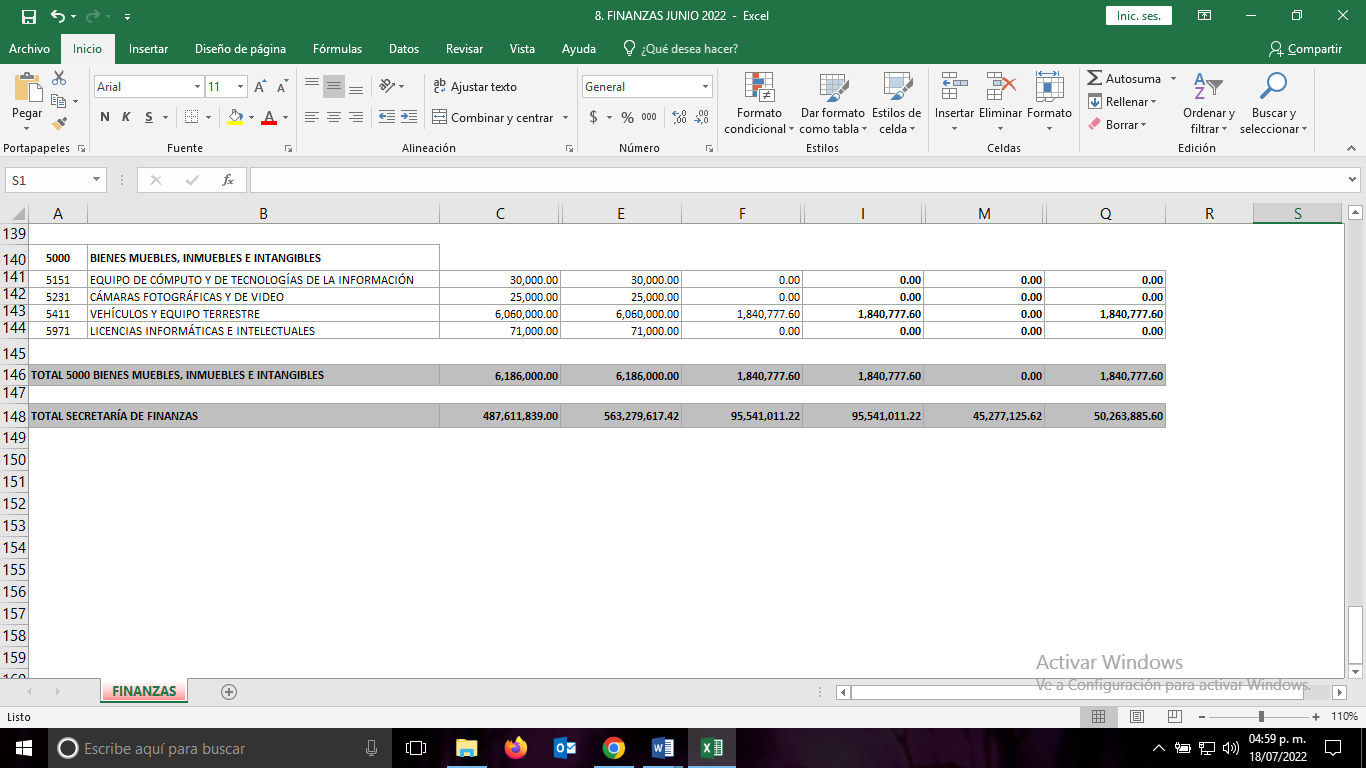 8. FINANZAS JUNIO 2022 - Excel
Inic. ses.
Archivo Inicio Insertar Diseño de página Fórmulas Datos Revisar Vista Ayuda ¿Qué desea hacer? Compartir
Pegar
Portapapeles
Arial 11
N K S
Fuente
Ajustar texto
Combinar y centrar
Alineación
General
$ % 000
Número
Formato condicional
Dar formato como tabla
Estilos de celda
Estilos
Insertar Eliminar Formato
Celdas
Autosuma
Rellenar
Borrar
Ordenar y filtrar
Buscar y seleccionar
Edición
S1 fx
A B C E F I M Q R S
139
140 5000 BIENES MUEBLES, INMUEBLES E INTANGIBLES
141 5151 EQUIPO DE CÓMPUTO Y DE TECNOLOGÍAS DE LA INFORMACIÓN 30,000.00 30,000.00 0.00 0.00 0.00 0.00
142 5231 CÁMARAS FOTOGRÁFICAS Y DE VIDEO 25,000.00 25,000.00 0.00 0.00 0.00 0.00
143 5411 VEHÍCULOS Y EQUIPO TERRESTRE 6,060,000.00 6,060,000.00 1,840,777.60 1,840,777.60 0.00 1,840,777.60
144 5971 LICENCIAS INFORMÁTICAS E INTELECTUALES 71,000.00 71,000.00 0.00 0.00 0.00 0.00
145
146 TOTAL 5000 BIENES MUEBLES, INMUEBLES E INTANGIBLES 6,186,000.00 6,186,000.00 1,840,777.60 1,840,777.60 0.00 1,840,777.60
147
148 TOTAL SECRETARÍA DE FINANZAS 487,611,839.00 563,279,617.42 95,541,011.22 95,541,011.22 45,277,125.62 50,263,885.60
149
150
151
152
153
154
155
156
157
158
159
Activar Windows
Ve a Configuración para activar Windows.
FINANZAS
Listo
110%
Escribe aquí para buscar
04:59 p. m.
18/07/2022